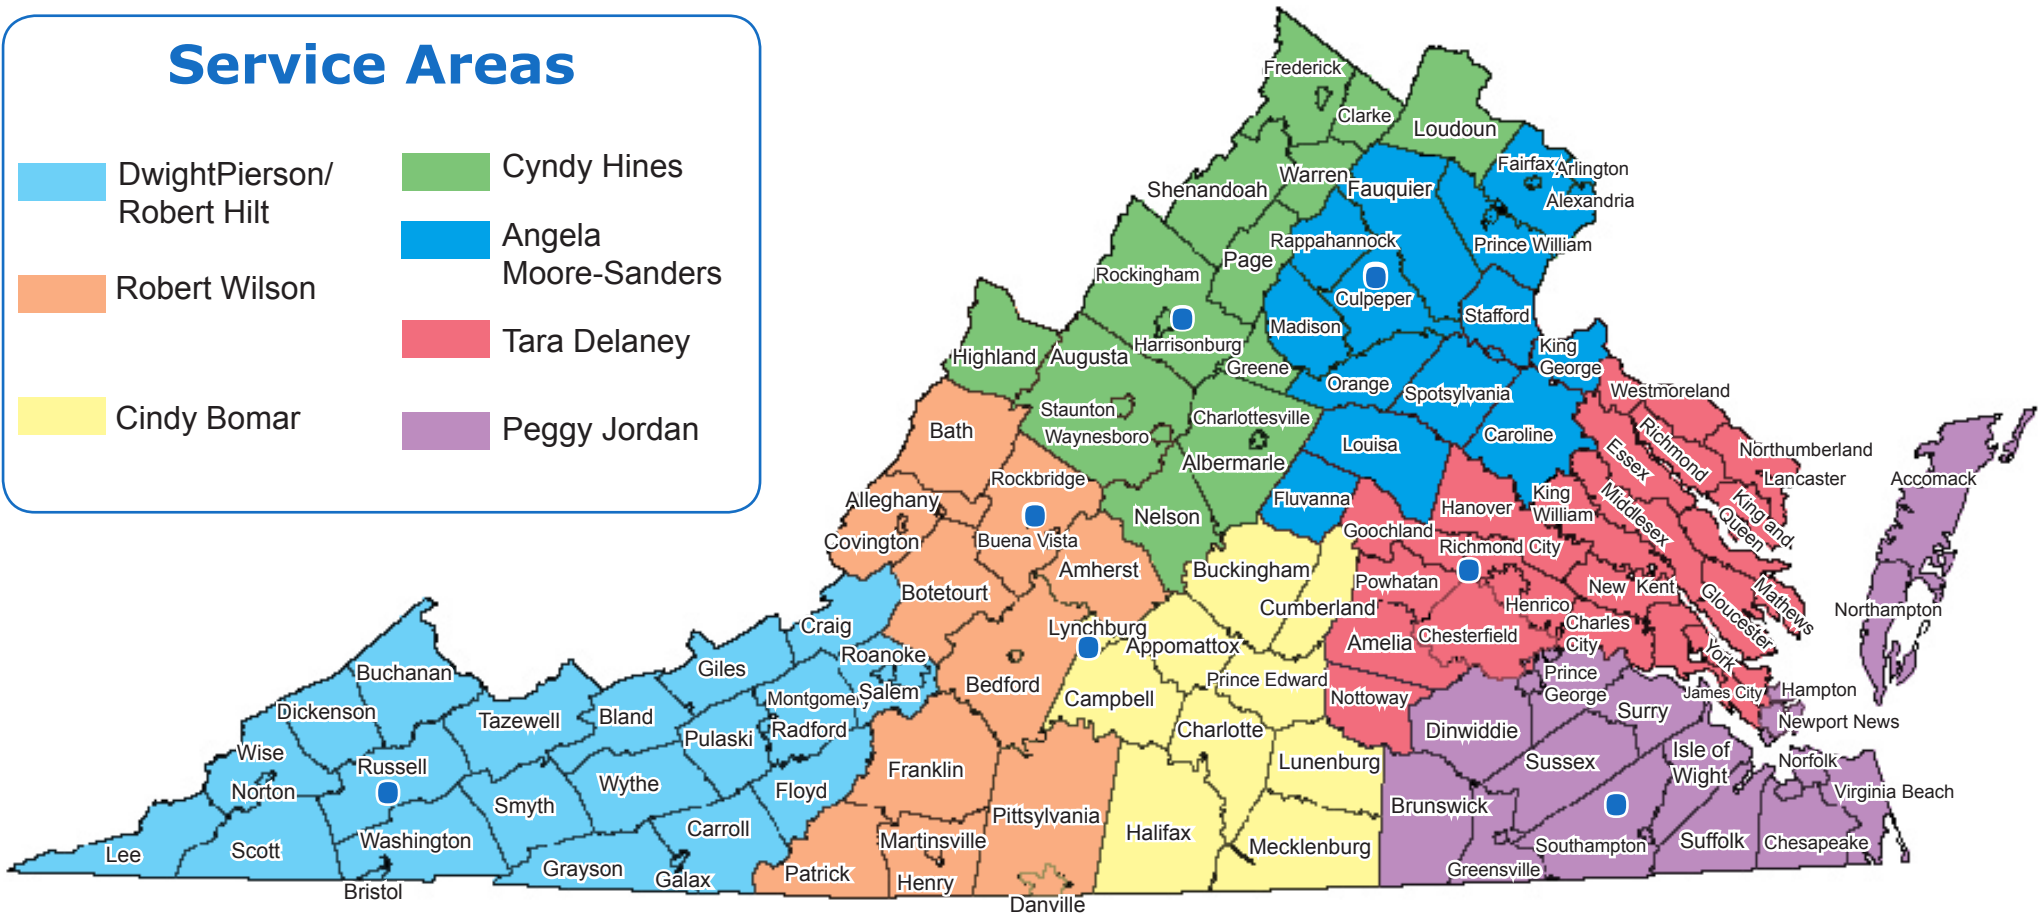 Service Areas
DwightPierson/
Robert Hilt
Robert Wilson
Cindy Bomar
Cyndy Hines
Angela
Moore-Sanders
Tara Delaney
Peggy Jordan
Frederick
Clarke
Loudoun
Fairfax
Arlington
Warren
Fauquier
Shenandoah
Alexandria
Rappahannock
Prince William
Page
Rockingham
Culpeper
Stafford
Madison
Harrisonburg
King
George
Highland
Augusta
Greene
Orange
Spotsylvania
Westmoreland
Staunton
Charlottesville
Waynesboro
Bath
Louisa
Caroline
Richmond
Essex
Northumberland
Albermarle
Lancaster
Accomack
Rockbridge
Alleghany
Fluvanna
King
William
Hanover
Middlesex
King and
Queen
Nelson
Goochland
Covington
Buena Vista
Richmond City
Amherst
Buckingham
Powhatan
New Kent
Botetourt
Cumberland
Henrico
Gloucester
Mathews
Northampton
Craig
Lynchburg
Charles
City
Chesterfield
Amelia
Appomattox
Roanoke
York
Giles
Buchanan
Prince
George
Prince Edward
Bedford
Salem
Montgomery
Campbell
Nottoway
James City
Hampton
Dickenson
Tazewell
Bland
Surry
Newport News
Radford
Pulaski
Charlotte
Dinwiddie
Wise
Russell
Isle of
Wight
Norfolk
Lunenburg
Sussex
Franklin
Norton
Wythe
Floyd
Smyth
Virginia Beach
Brunswick
Pittsylvania
Carroll
Halifax
Washington
Martinsville
Mecklenburg
Southampton
Suffolk
Chesapeake
Lee
Scott
Grayson
Patrick
Greensville
Galax
Henry
Bristol
Danville